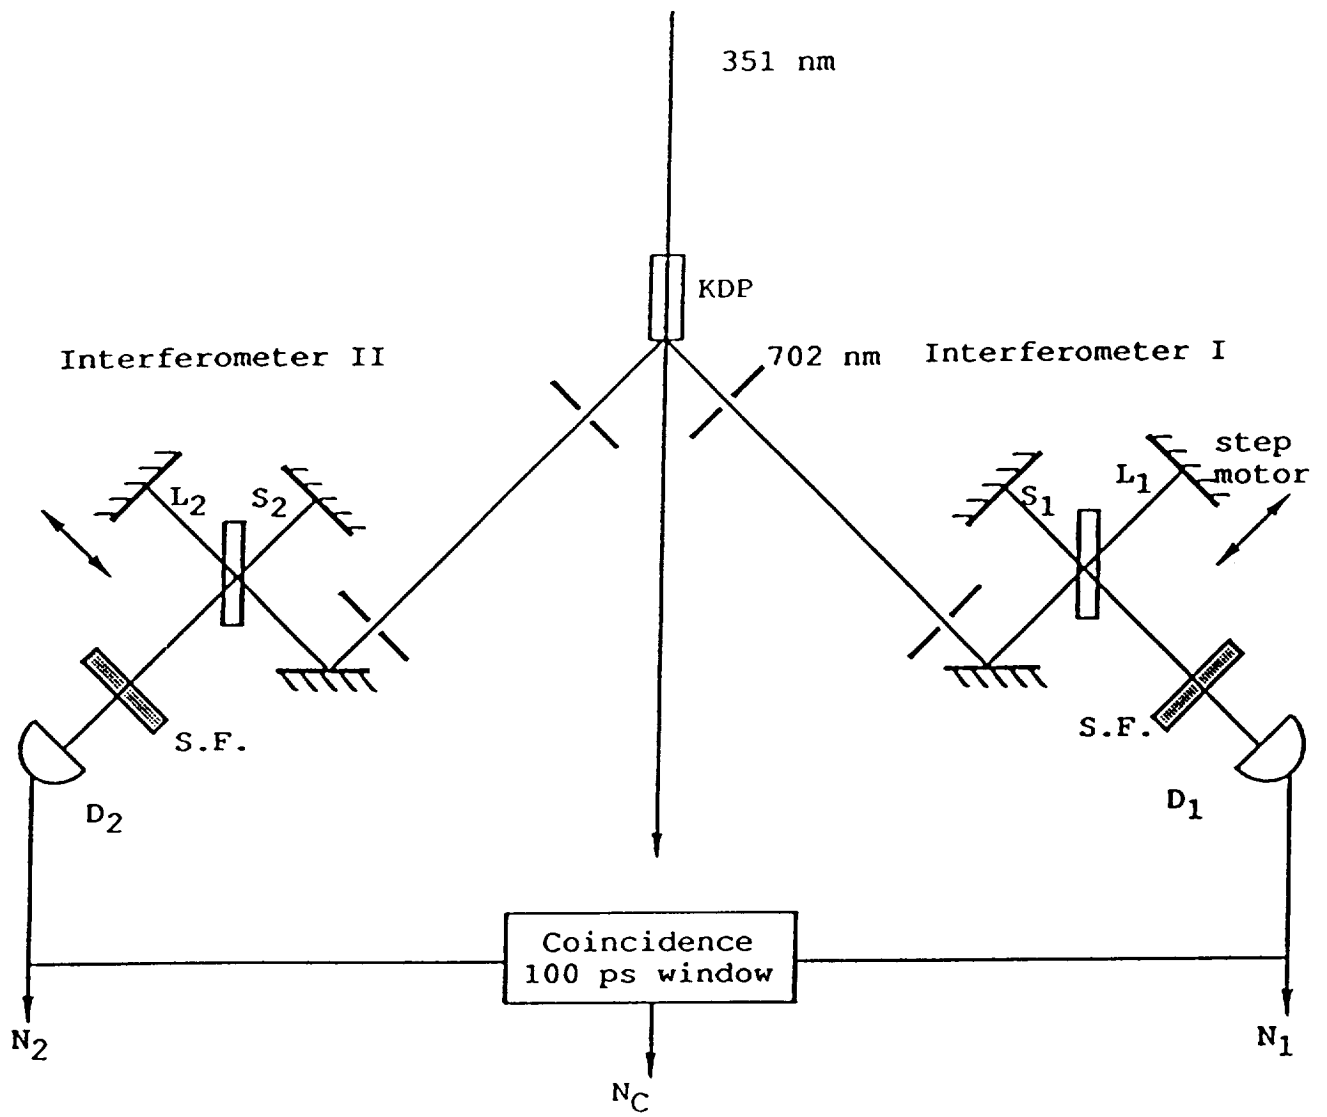 351 nm
KDP
Interferometer II
702 nm
Interferometer I
step
motor
L2
S2
S1
L1
S.F.
S.F.
D2
D1
Coincidence
100 ps window
N2
N1
NC